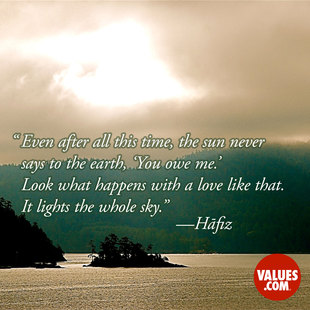 “Even after all this time, the sun never
says to the earth, ‘You owe me.’
Look what happens with a love like that.
It lights the whole sky.”
—Hāfiz
VALUES
.COM®